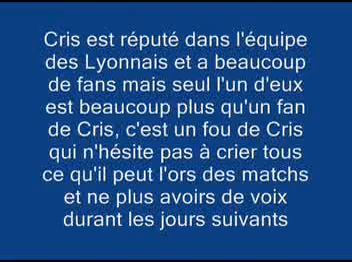 Cris est réputé dans l'équipe
des Lyonnais et a beaucoup
de fans mais seul l'un d'eux
est beaucoup plus qu'un fan
de Cris, c'est un fou de Cris
qui n'hésite pas à crier tous
ce qu'il peut l'ors des matchs
et ne plus avoirs de voix
durant les jours suivants